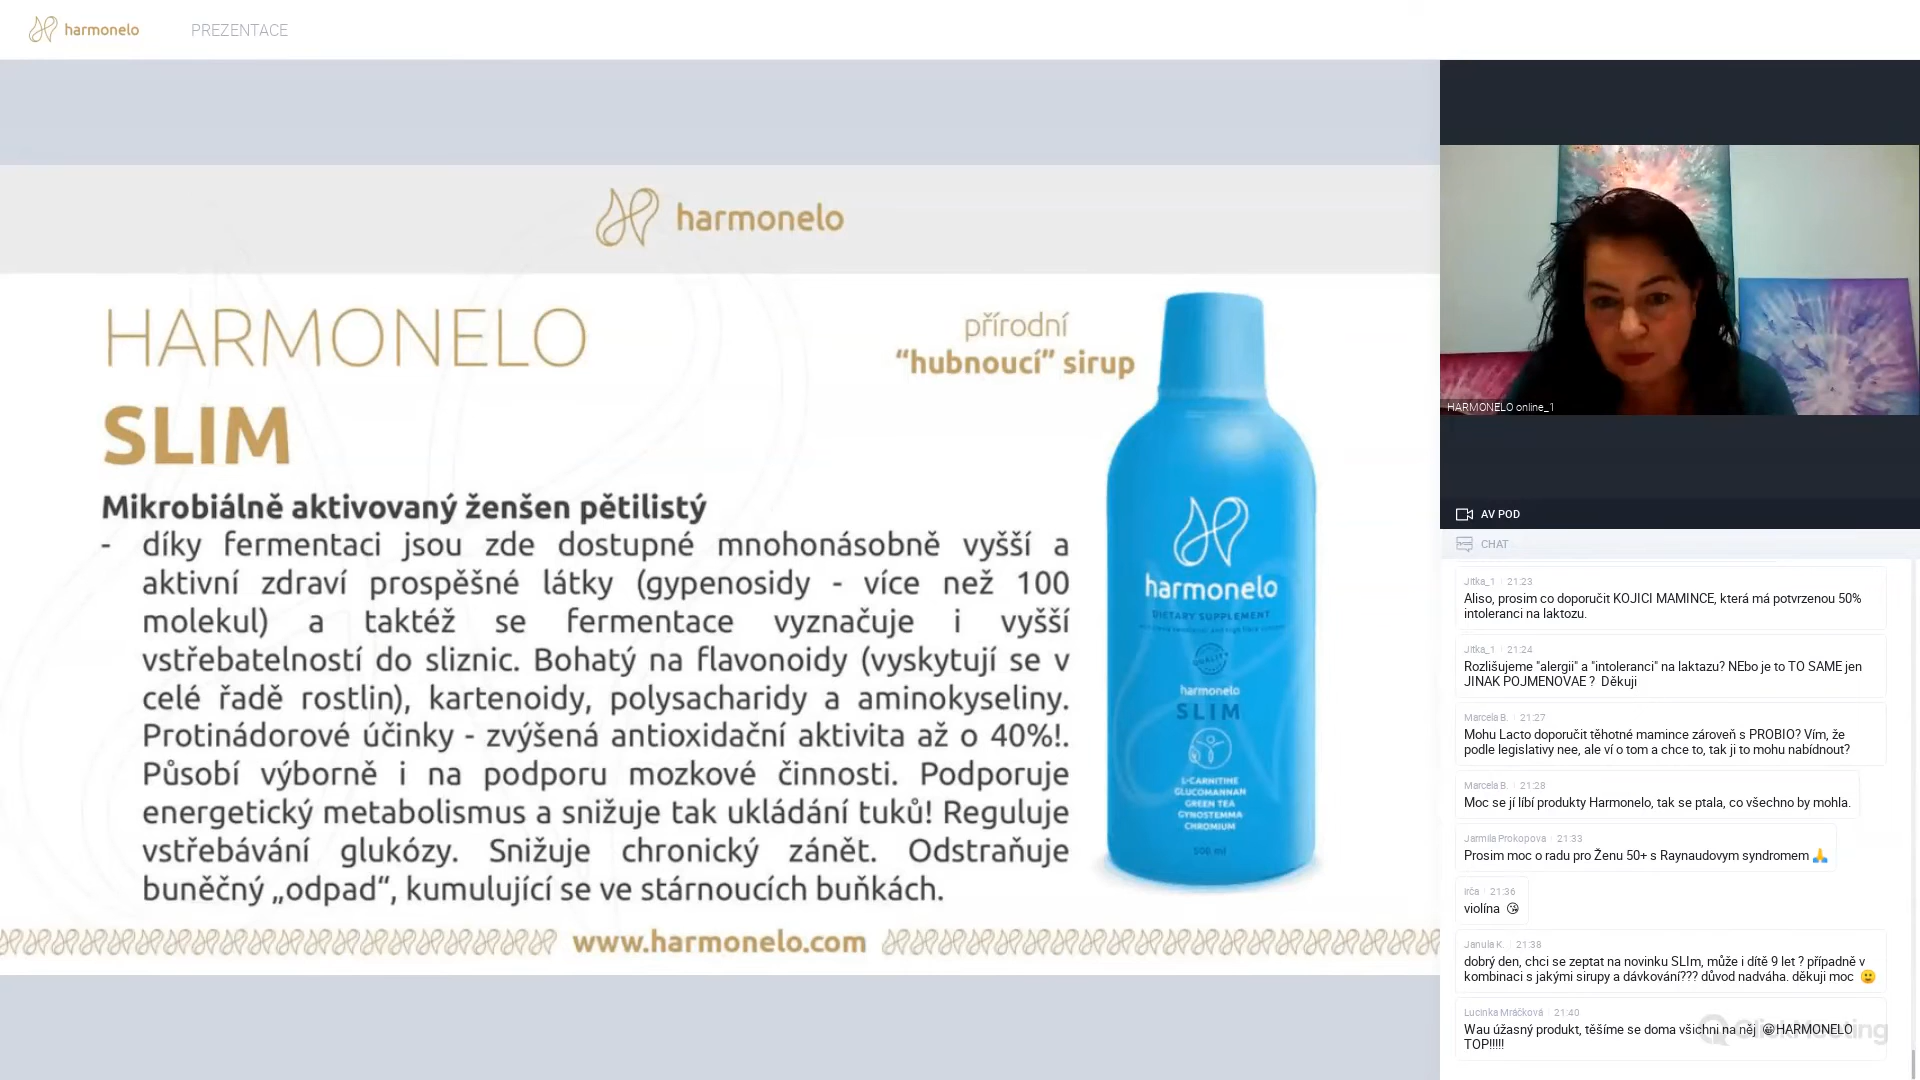 harmonelo
PREZENTACE
harmonelo
HARMONELO
SLIM
přírodní
“hubnoucí” sirup
Mikrobiálně aktivovaný ženšen pětilistý
- díky fermentaci jsou zde dostupné mnohonásobně vyšší a
aktivní zdraví prospěšné látky (gypenosidy - více než 100
molekul) a taktéž se fermentace vyznačuje i vyšší
vstřebatelností do sliznic. Bohatý na flavonoidy (vyskytují se v
celé řadě rostlin), kartenoidy, polysacharidy a aminokyseliny.
Protinádorové účinky - zvýšená antioxidační aktivita až o 40%!.
Působí výborně i na podporu mozkové činnosti. Podporuje
energetický metabolismus a snižuje tak ukládání tuků! Reguluje
vstřebávání glukózy. Snižuje chronický zánět. Odstraňuje
buněčný „odpad“, kumulující se ve stárnoucích buňkách.
harmonelo
DIETARY SUPPLEMENT
QUALITY
harmonelo
SLIM
L-CARNITINE
GLUCOMANNAN
GREEN TEA
GYNOSTEMMA
CHROMIUM
500 ml
www.harmonelo.com
HARMONELO online_1
AV POD
CHAT
Jitka_1 21:23
Aliso, prosim co doporučit KOJICI MAMINCE, která má potvrzenou 50%
intoleranci na laktozu.
Jitka_1 21:24
Rozlišujeme "alergii" a "intoleranci" na laktazu? NEbo je to TO SAME jen
JINAK POJMENOVAE ? Děkuji
Marcela B. 21:27
Mohu Lacto doporučit těhotné mamince zároveň s PROBIO? Vím, že
podle legislativy nee, ale ví o tom a chce to, tak ji to mohu nabídnout?
Marcela B. 21:28
Moc se jí líbí produkty Harmonelo, tak se ptala, co všechno by mohla.
Jarmila Prokopova 21:33
Prosim moc o radu pro Ženu 50+ s Raynaudovym syndromem 🙏
irča 21:36
violína 😘
Janula K. 21:38
dobrý den, chci se zeptat na novinku SLIm, může i dítě 9 let ? případně v
kombinaci s jakými sirupy a dávkování??? důvod nadváha. děkuji moc 🙂
Lucinka Mráčková 21:40
Wau úžasný produkt, těšíme se doma všichni na něj 😀HARMONELO
TOP!!!!!
ClickMeeting